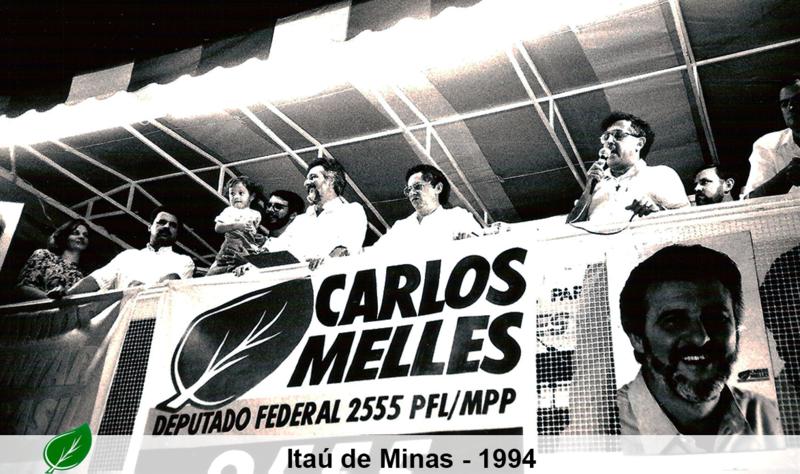 CARLOS
MELLES
DEPUTADO FEDERAL 2555 PFL/MPP
Itaú de Minas - 1994